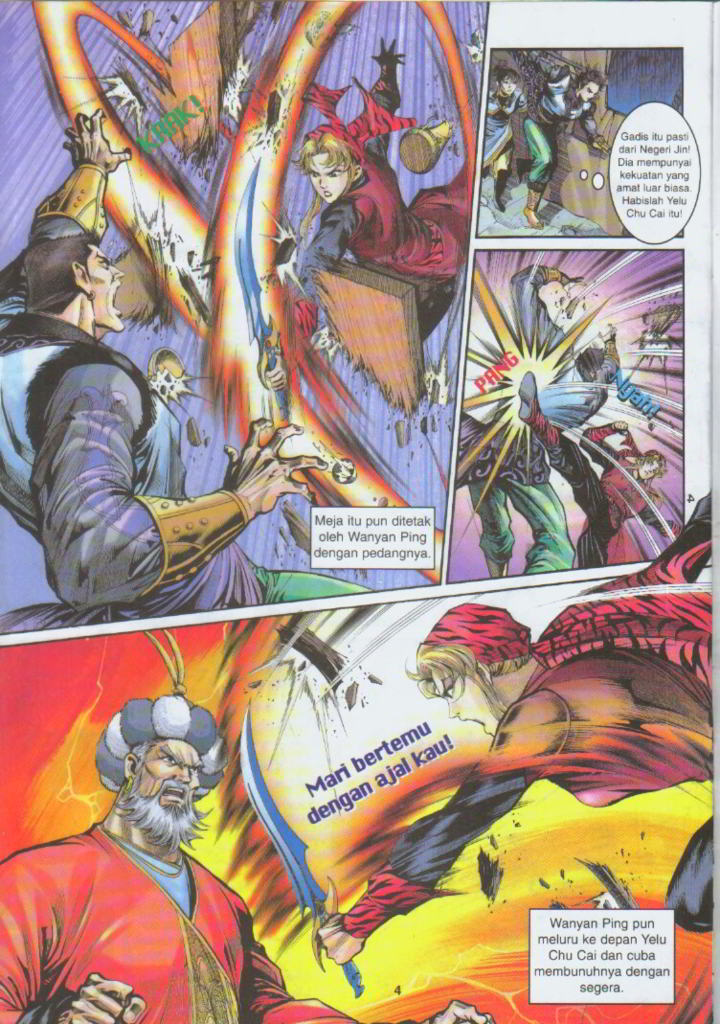 KRAK!
Meja itu pun ditetak
oleh Wanyan Ping
dengan pedangnya.
Gadis itu pasti
dari Negeri Jin!
Dia mempunyai
kekuatan yang
amat luar biasa.
Habislah Yelu
Chu Cai itu!
PANG
Ngam!
4
Mari bertemu
dengan ajal kau!
Wanyan Ping pun
meluru ke depan Yelu
Chu Cai dan cuba
membunuhnya dengan
segera.
4